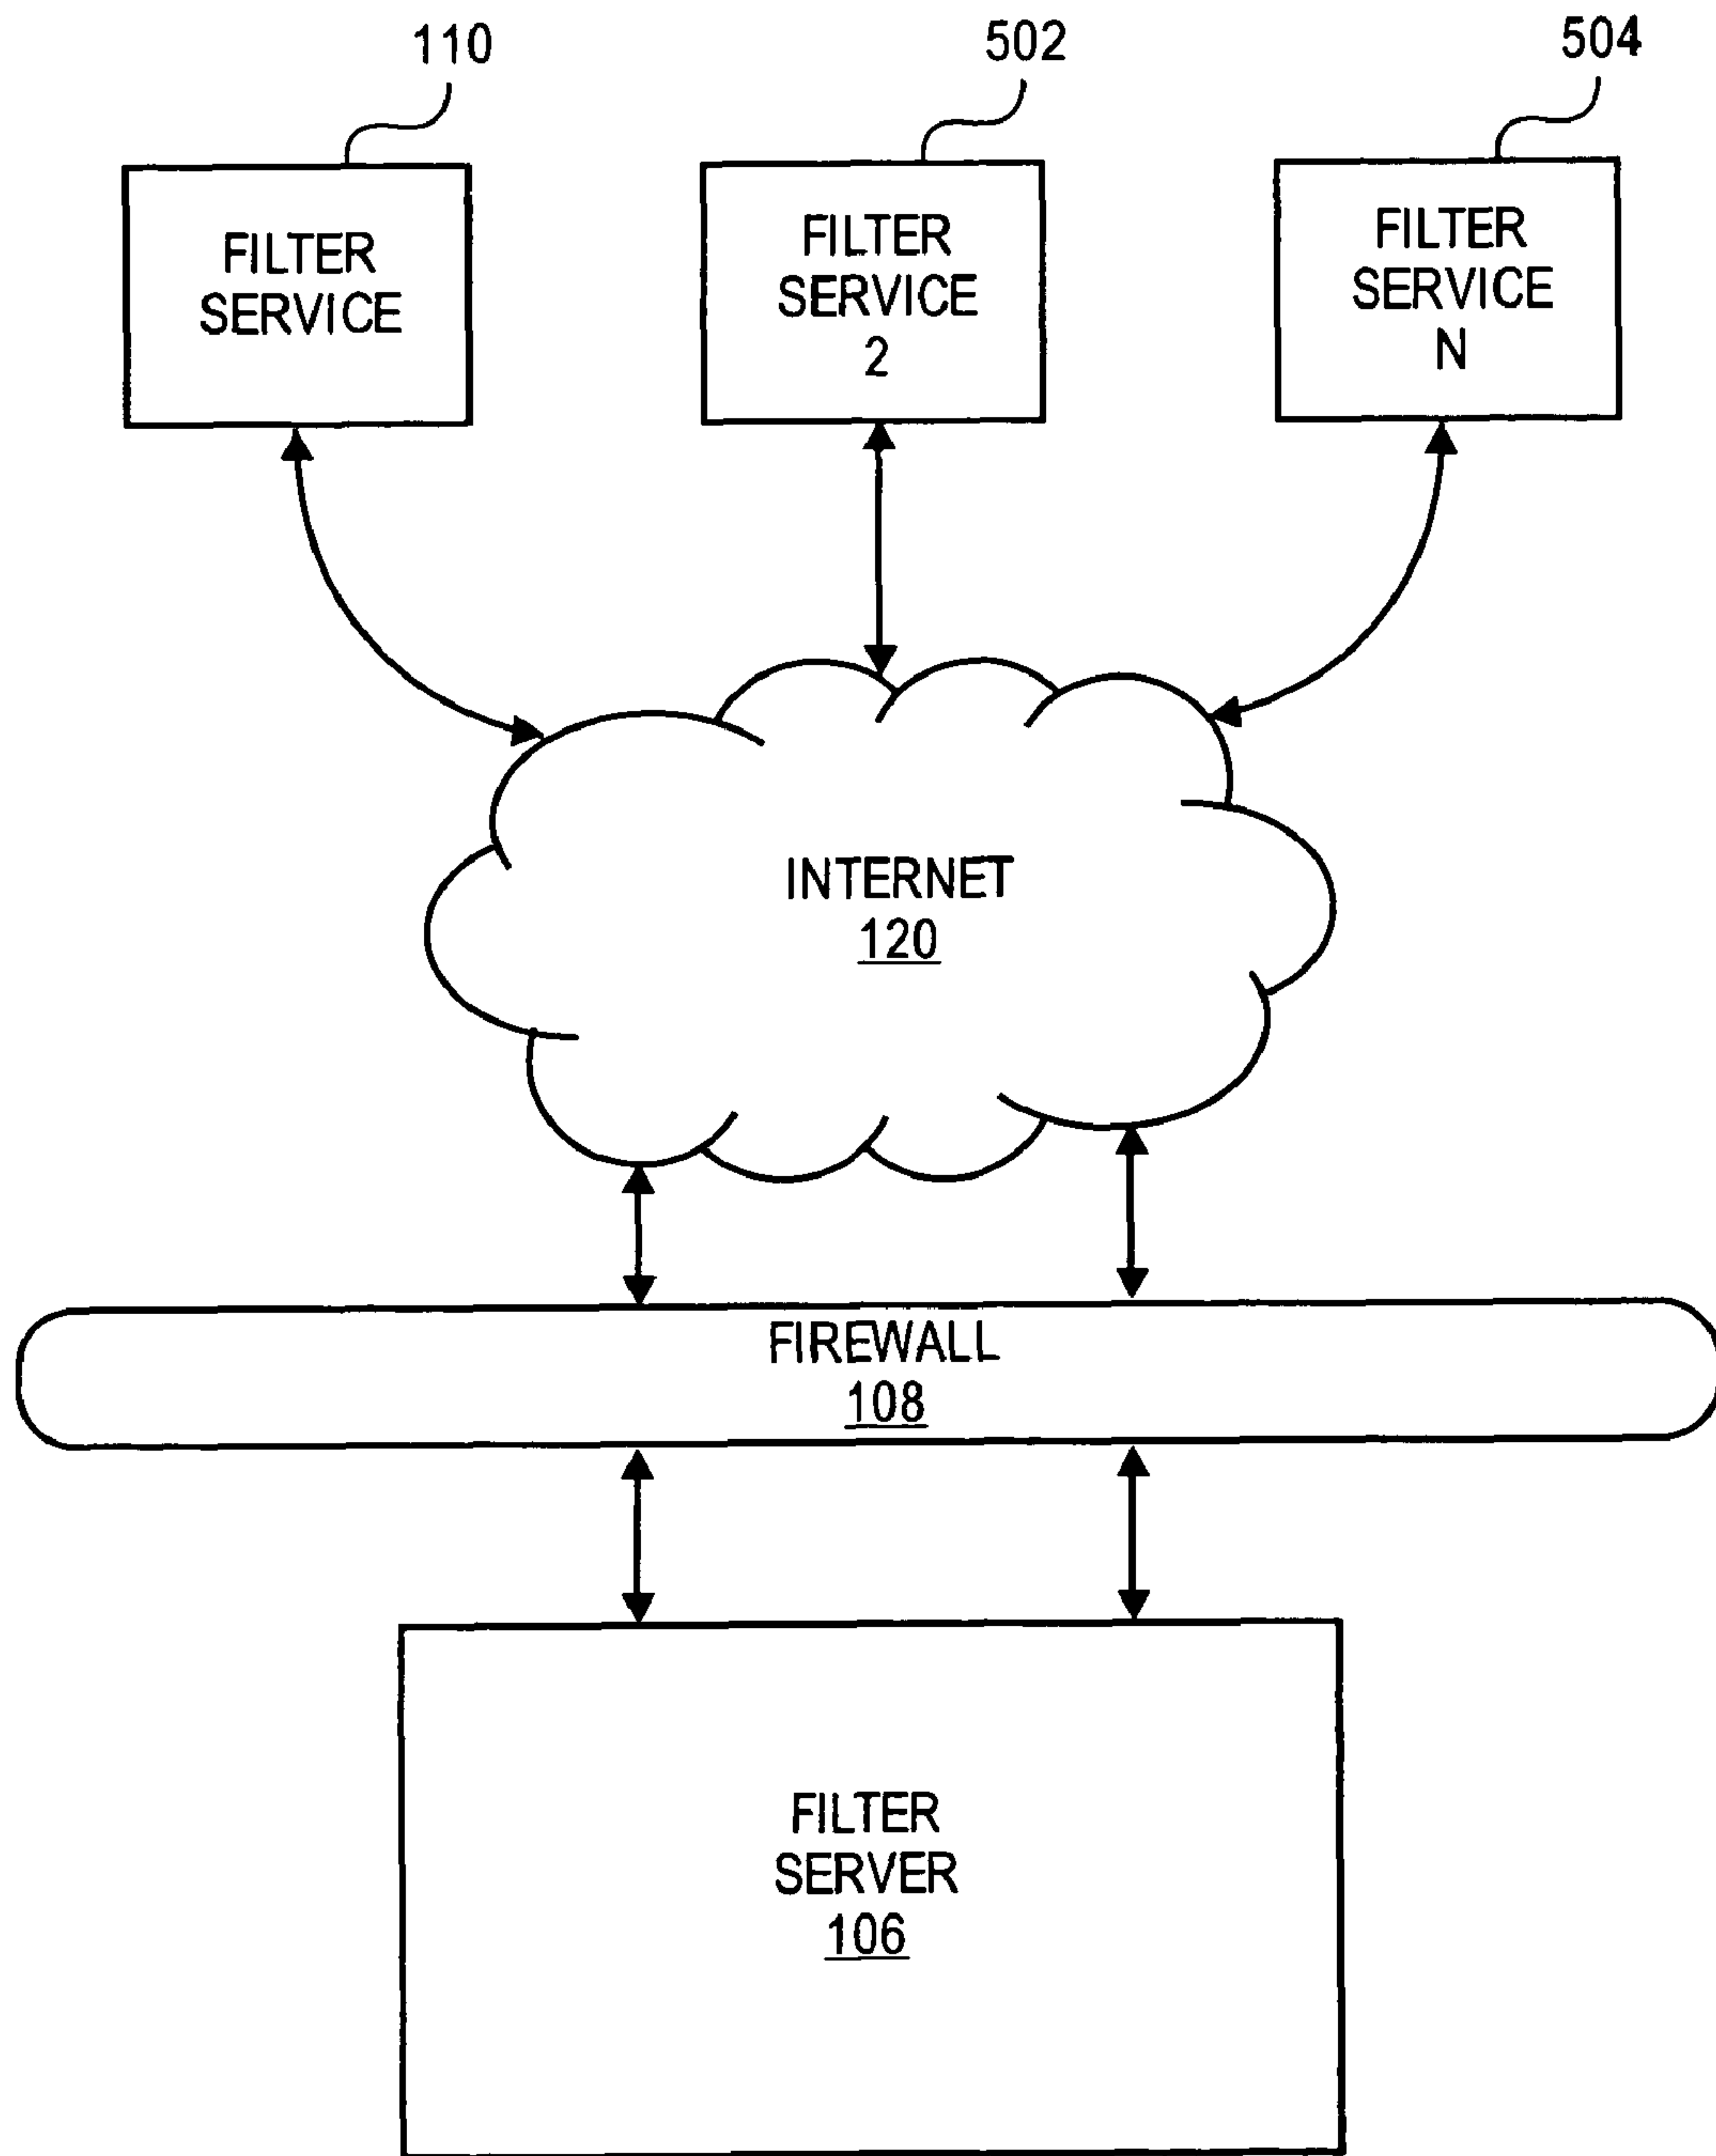 110
502
504
FILTER
SERVICE
FILTER
SERVICE
2
FILTER
SERVICE
N
INTERNET
120
FIREWALL
108
FILTER
SERVER
106